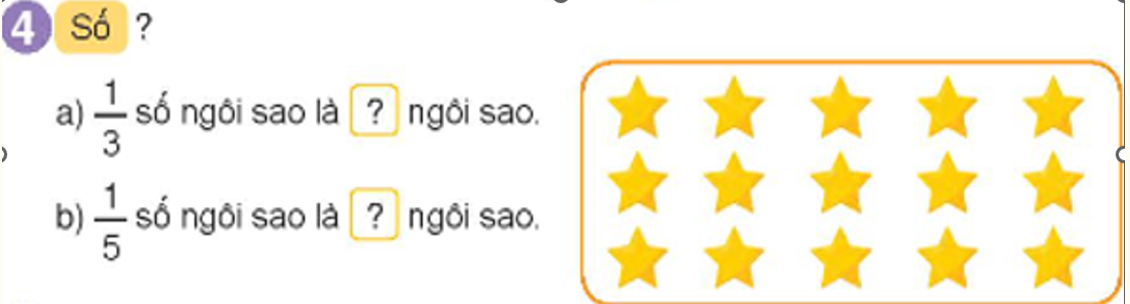 4 Số ?
a) 1/3 số ngôi sao là ? ngôi sao.
b) 1/5 số ngôi sao là ? ngôi sao.